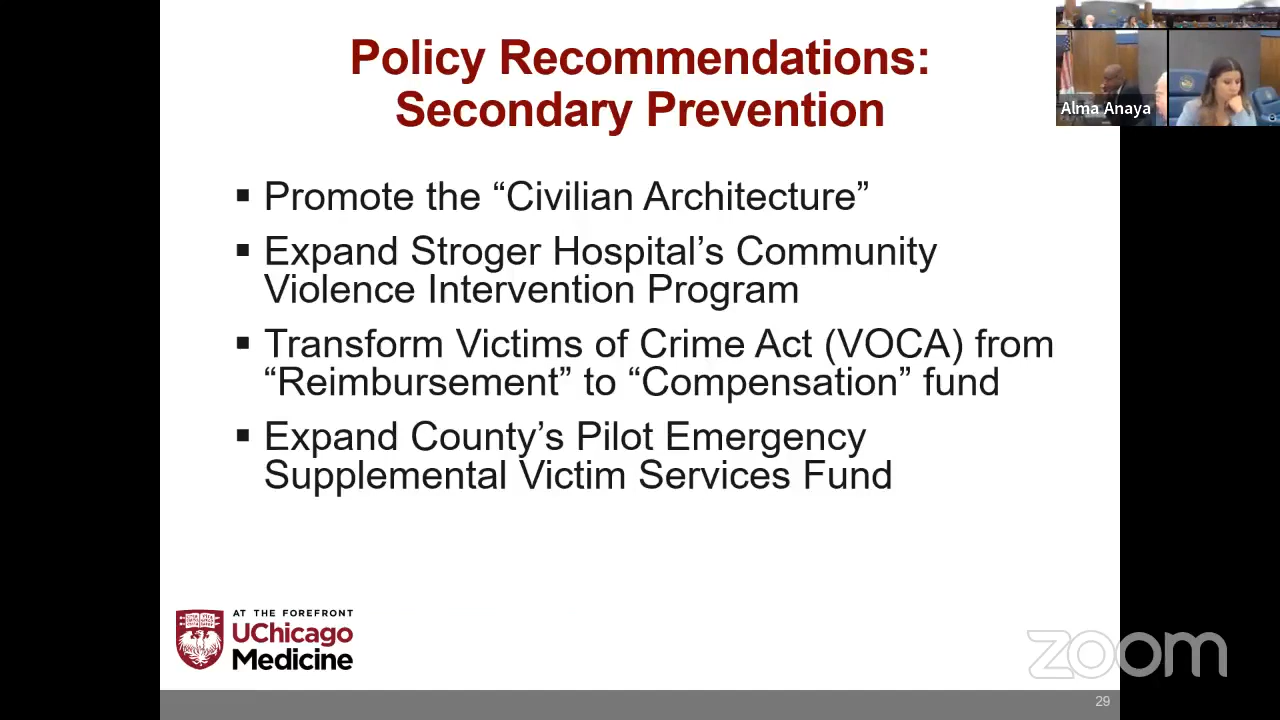 Policy Recommendations:
Secondary Prevention
Alma Anaya
▪ Promote the “Civilian Architecture”
▪ Expand Stroger Hospital’s Community
Violence Intervention Program
▪ Transform Victims of Crime Act (VOCA) from
“Reimbursement” to “Compensation” fund
▪ Expand County’s Pilot Emergency
Supplemental Victim Services Fund
AT THE FOREFRONT
UChicago
Medicine
zoom
29